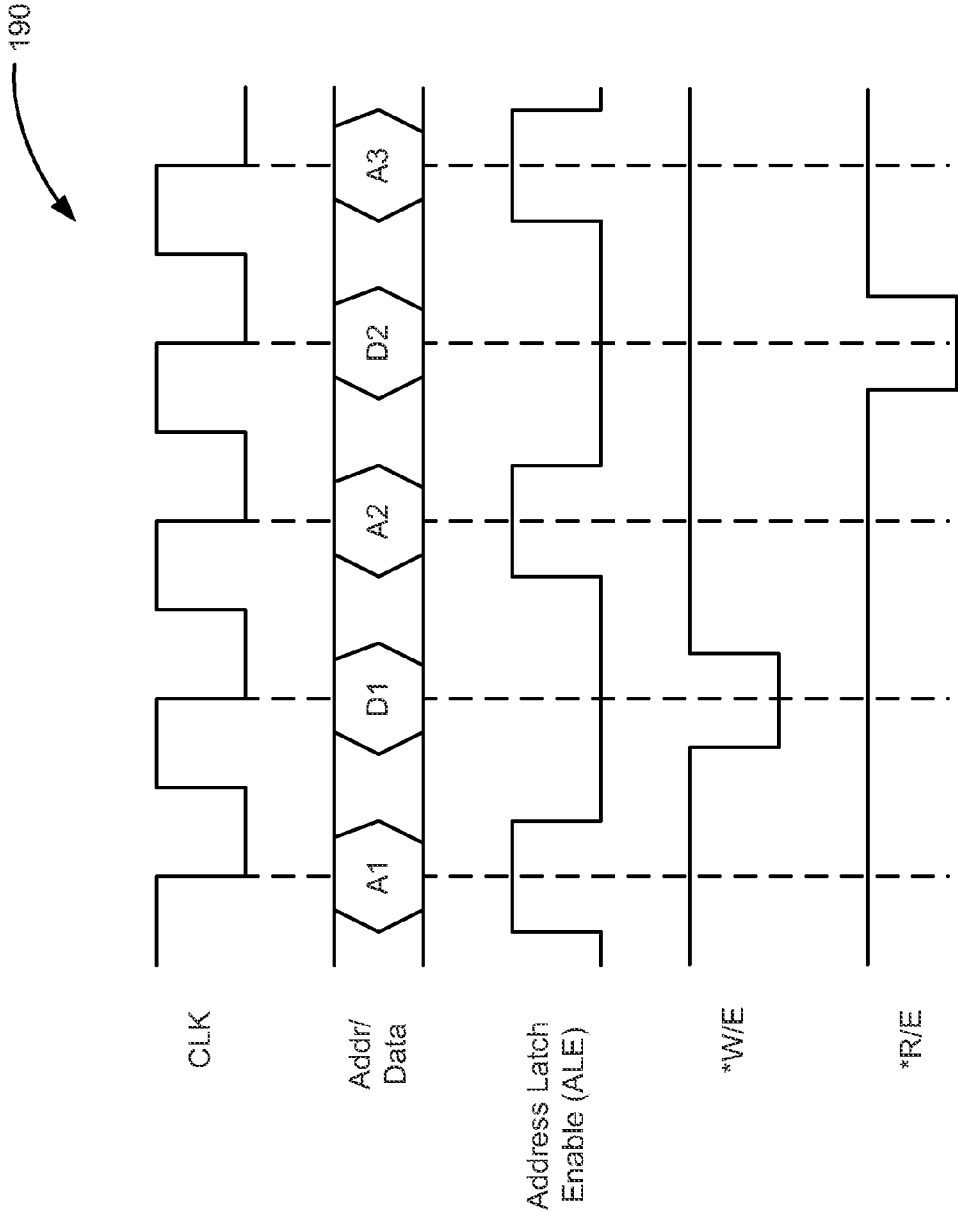 190
CLK
Addr/
Data
A1
D1
A2
D2
A3
Address Latch
Enable (ALE)
*W/E
*R/E